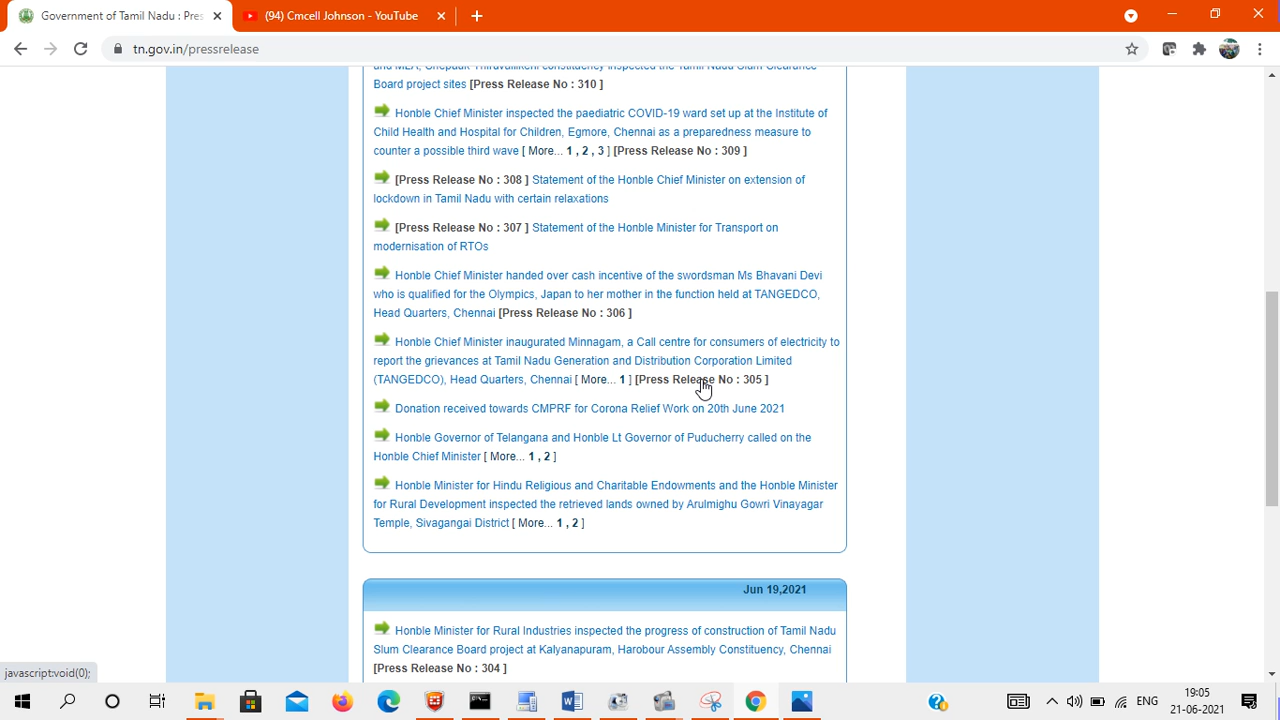 Government of Tamil Nadu : Pres
(94) Cmcell Johnson - YouTube
tn.gov.in/pressrelease
and MLA, Chepauk-Thiruvallikeni constituency inspected the Tamil Nadu Slum Clearance
Board project sites [Press Release No : 310 ]
Honble Chief Minister inspected the paediatric COVID-19 ward set up at the Institute of
Child Health and Hospital for Children, Egmore, Chennai as a preparedness measure to
counter a possible third wave [ More... 1 , 2 , 3 ] [Press Release No : 309 ]
[Press Release No : 308 ] Statement of the Honble Chief Minister on extension of
lockdown in Tamil Nadu with certain relaxations
[Press Release No : 307 ] Statement of the Honble Minister for Transport on
modernisation of RTOs
Honble Chief Minister handed over cash incentive of the swordsman Ms Bhavani Devi
who is qualified for the Olympics, Japan to her mother in the function held at TANGEDCO,
Head Quarters, Chennai [Press Release No : 306 ]
Honble Chief Minister inaugurated Minnagam, a Call centre for consumers of electricity to
report the grievances at Tamil Nadu Generation and Distribution Corporation Limited
(TANGEDCO), Head Quarters, Chennai [ More... 1 ] [Press Release No : 305 ]
Donation received towards CMPRF for Corona Relief Work on 20th June 2021
Honble Governor of Telangana and Honble Lt Governor of Puducherry called on the
Honble Chief Minister [ More... 1 , 2 ]
Honble Minister for Hindu Religious and Charitable Endowments and the Honble Minister
for Rural Development inspected the retrieved lands owned by Arulmighu Gowri Vinayagar
Temple, Sivagangai District [ More... 1 , 2 ]
Jun 19,2021
Honble Minister for Rural Industries inspected the progress of construction of Tamil Nadu
Slum Clearance Board project at Kalyanapuram, Harobour Assembly Constituency, Chennai
[Press Release No : 304 ]
javascript:void(0);
ENG
19:05
21-06-2021